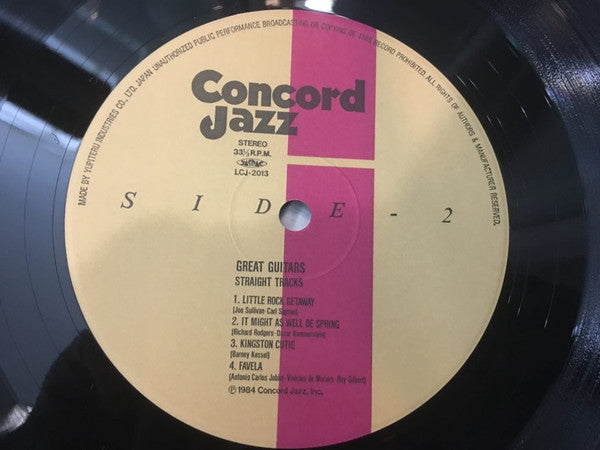 MADE BY YUPITERU INDUSTRIES CO., LTD. JAPAN UNAUTHORIZED PUBLIC PERFORMANCE BROADCASTING OR COPYING OF THIS RECORD PROHIBITED. ALL RIGHTS OF AUTHORS & MANUFACTURER RESERVED.
Concord
Jazz
STEREO
33⅓ R.P.M.
LCJ-2013
SIDE-2
GREAT GUITARS
STRAIGHT TRACKS
1. LITTLE ROCK GETAWAY
(Joe Sullivan·Carl Sigman)
2. IT MIGHT AS WELL BE SPRING
(Richard Rodgers·Oscar Hammerstein)
3. KINGSTON CUTIE
(Barney Kessel)
4. FAVELA
(Antonio Carlos Jobim·Vinicius de Moraes·Ray Gilbert)
Ⓟ1984 Concord Jazz, Inc.